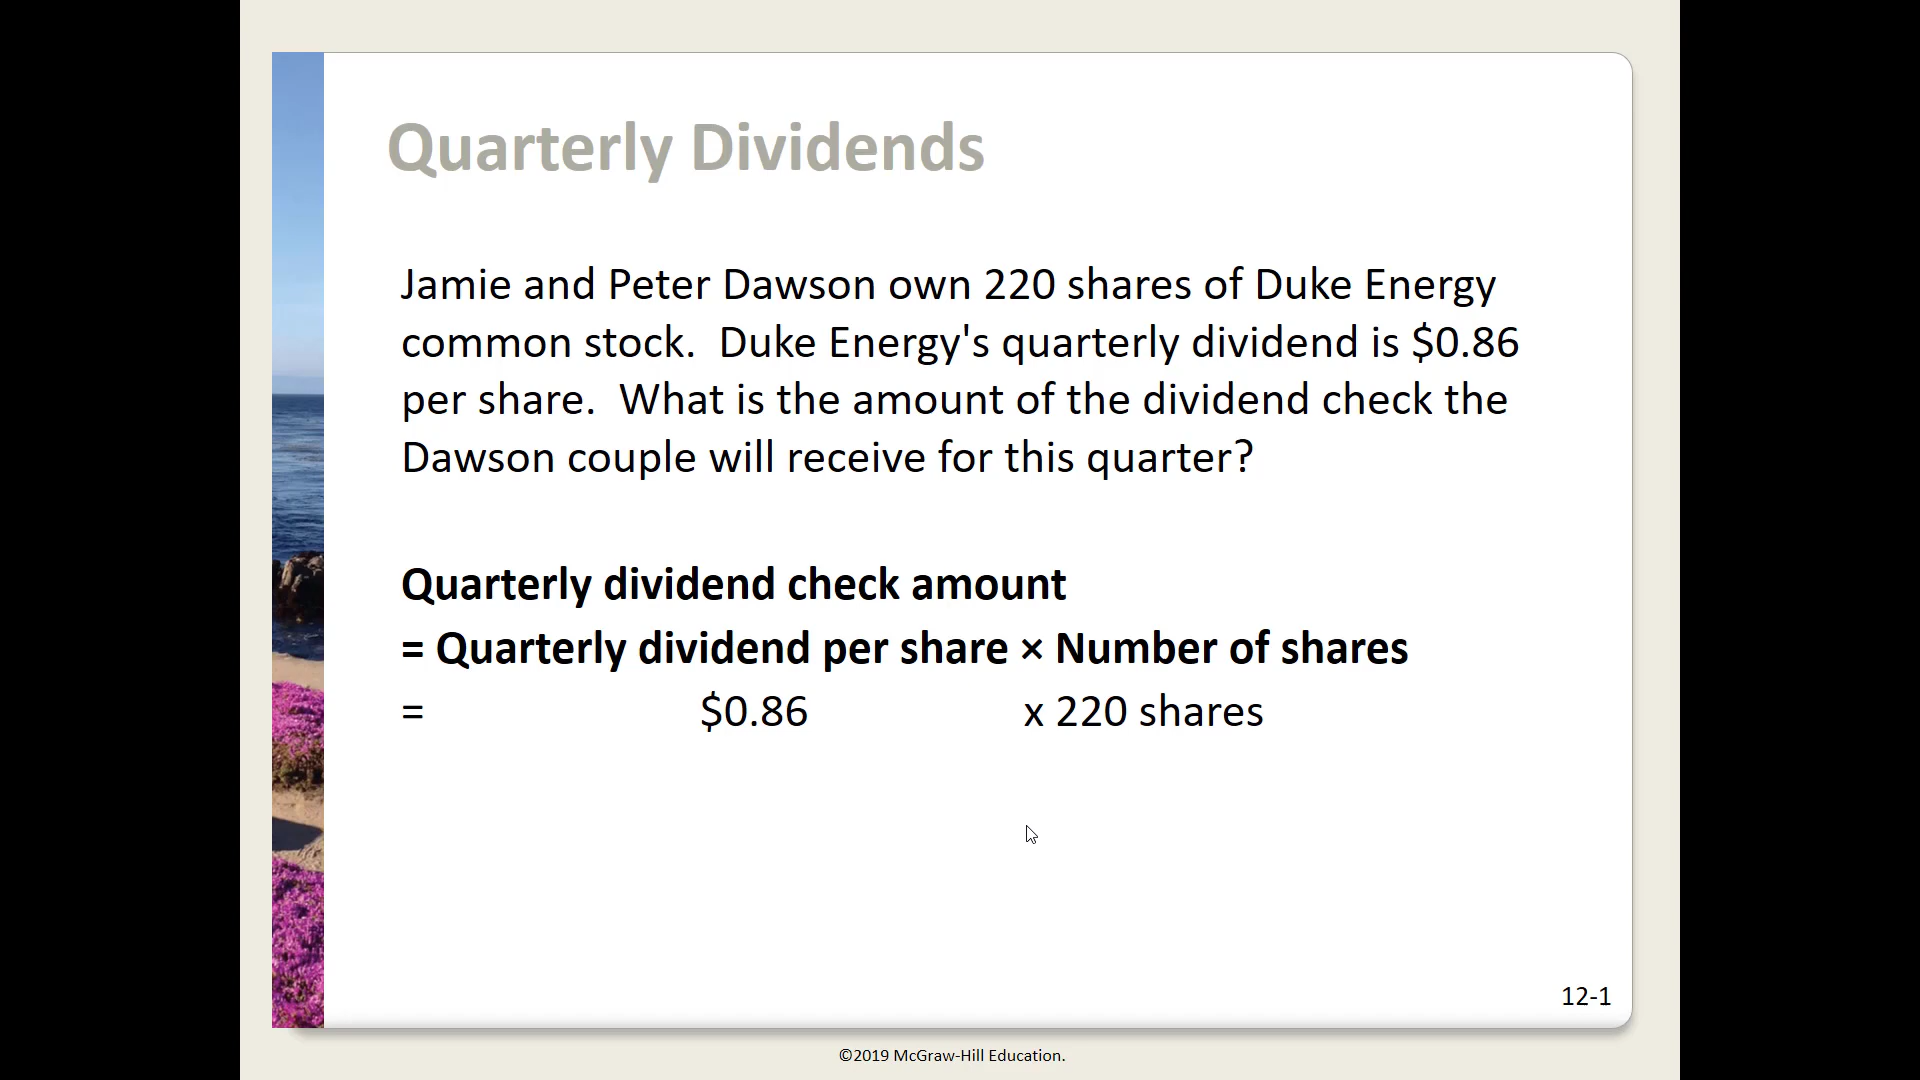 Quarterly Dividends
Jamie and Peter Dawson own 220 shares of Duke Energy
common stock.  Duke Energy's quarterly dividend is $0.86
per share.  What is the amount of the dividend check the
Dawson couple will receive for this quarter?
Quarterly dividend check amount
= Quarterly dividend per share × Number of shares
= $0.86 x 220 shares
12-1
©2019 McGraw-Hill Education.